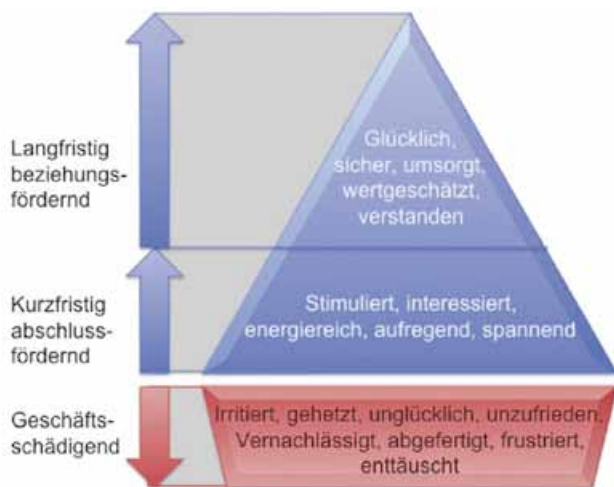 Langfristig
beziehungs-
fördernd
Glücklich,
sicher, umsorgt,
wertgeschätzt,
verstanden
Kurzfristig
abschluss-
fördernd
Stimuliert, interessiert,
energiereich, aufregend, spannend
Geschäfts-
schädigend
Irritiert, gehetzt, unglücklich, unzufrieden,
Vernachlässigt, abgefertigt, frustriert,
enttäuscht